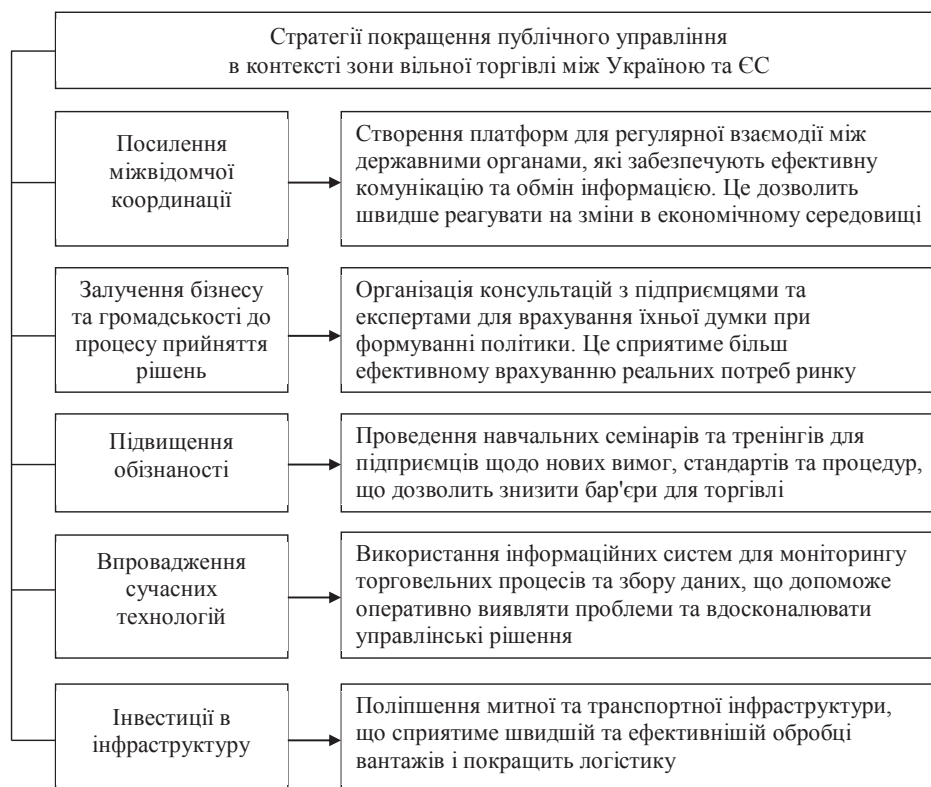 Стратегії покращення публічного управління
в контексті зони вільної торгівлі між Україною та ЄС
Посилення
міжвідомчої
координації
Створення платформ для регулярної взаємодії між
державними органами, які забезпечують ефективну
комунікацію та обмін інформацією. Це дозволить
швидше реагувати на зміни в економічному середовищі
Залучення бізнесу
та громадськості до
процесу прийняття
рішень
Організація консультацій з підприємцями та
експертами для врахування їхньої думки при
формуванні політики. Це сприятиме більш
ефективному врахуванню реальних потреб ринку
Підвищення
обізнаності
Проведення навчальних семінарів та тренінгів для
підприємців щодо нових вимог, стандартів та процедур,
що дозволить знизити бар'єри для торгівлі
Впровадження
сучасних
технологій
Використання інформаційних систем для моніторингу
торговельних процесів та збору даних, що допоможе
оперативно виявляти проблеми та вдосконалювати
управлінські рішення
Інвестиції в
інфраструктуру
Поліпшення митної та транспортної інфраструктури,
що сприятиме швидшій та ефективнішій обробці
вантажів і покращить логістику